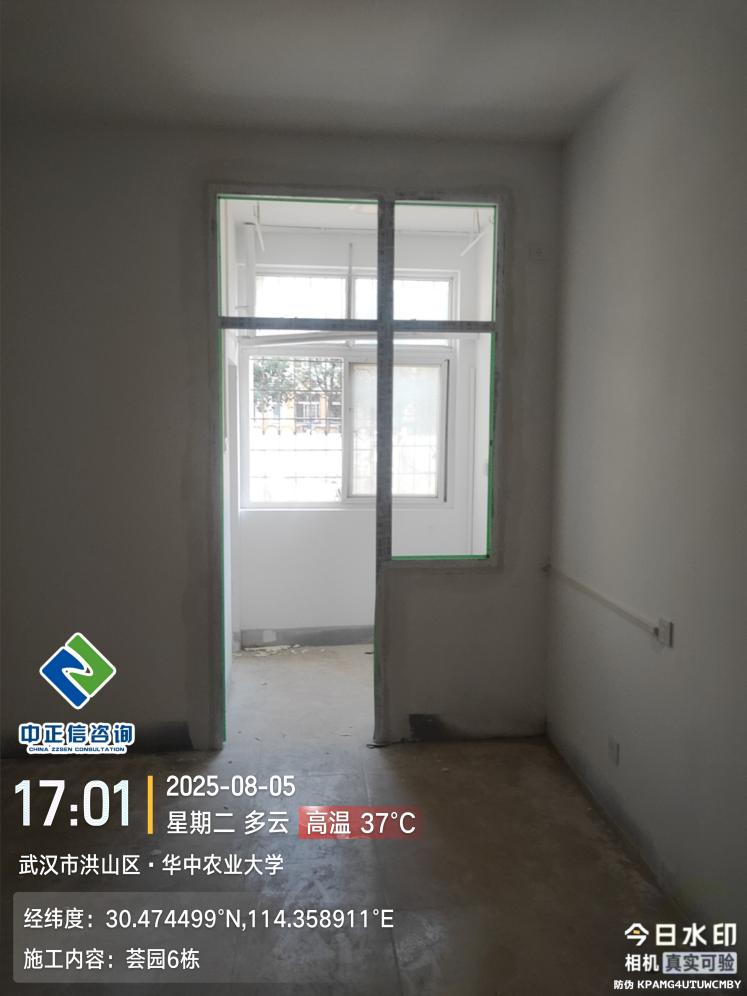 中正信咨询
CHINA ZZSEN CONSULTATION
17:01
2025-08-05
星期二 多云 高温 37°C
武汉市洪山区·华中农业大学
经纬度：30.474499°N,114.358911°E
施工内容：荟园6栋
今日水印
相机 真实可验
防伪 KPAMG4UTUWCMBY